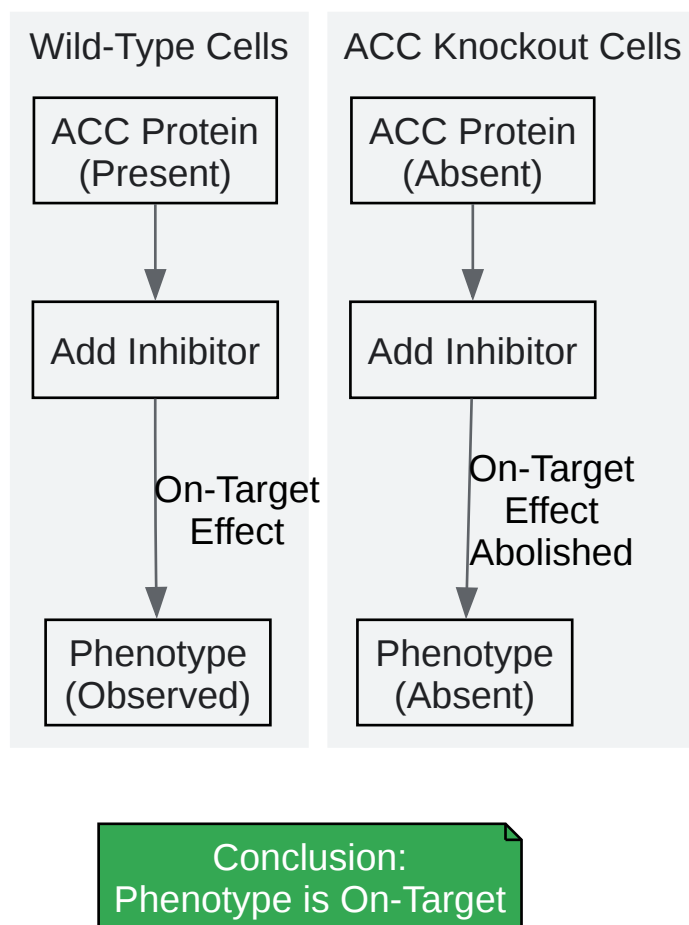 Wild-Type Cells
ACC Protein
(Present)
Add Inhibitor
On-Target
Effect
Phenotype
(Observed)
ACC Knockout Cells
ACC Protein
(Absent)
Add Inhibitor
On-Target
Effect
Abolished
Phenotype
(Absent)
Conclusion:
Phenotype is On-Target